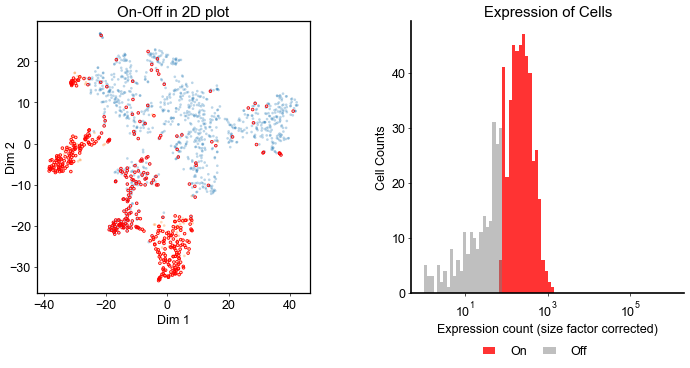 On-Off in 2D plot
Dim 2
20
10
0
−10
−20
−30
−40
−20
0
20
40
Dim 1
Expression of Cells
Cell Counts
40
30
20
10
0
10^1
10^3
10^5
Expression count (size factor corrected)
On
Off